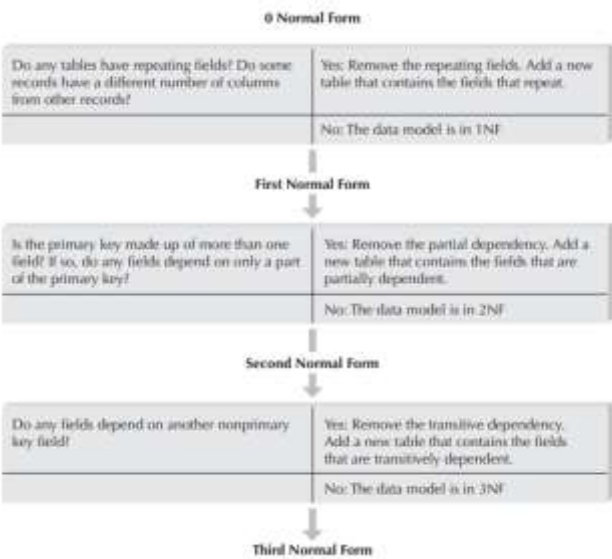 0 Normal Form
Do any tables have repeating fields? Do some
records have a different number of columns
from other records?
Yes: Remove the repeating fields. Add a new
table that contains the fields that repeat.
No: The data model is in 1NF
First Normal Form
Is the primary key made up of more than one
field? If so, do any fields depend on only a part
of the primary key?
Yes: Remove the partial dependency. Add a
new table that contains the fields that are
partially dependent.
No: The data model is in 2NF
Second Normal Form
Do any fields depend on another nonprimary
key field?
Yes: Remove the transitive dependency.
Add a new table that contains the fields
that are transitively dependent.
No: The data model is in 3NF
Third Normal Form